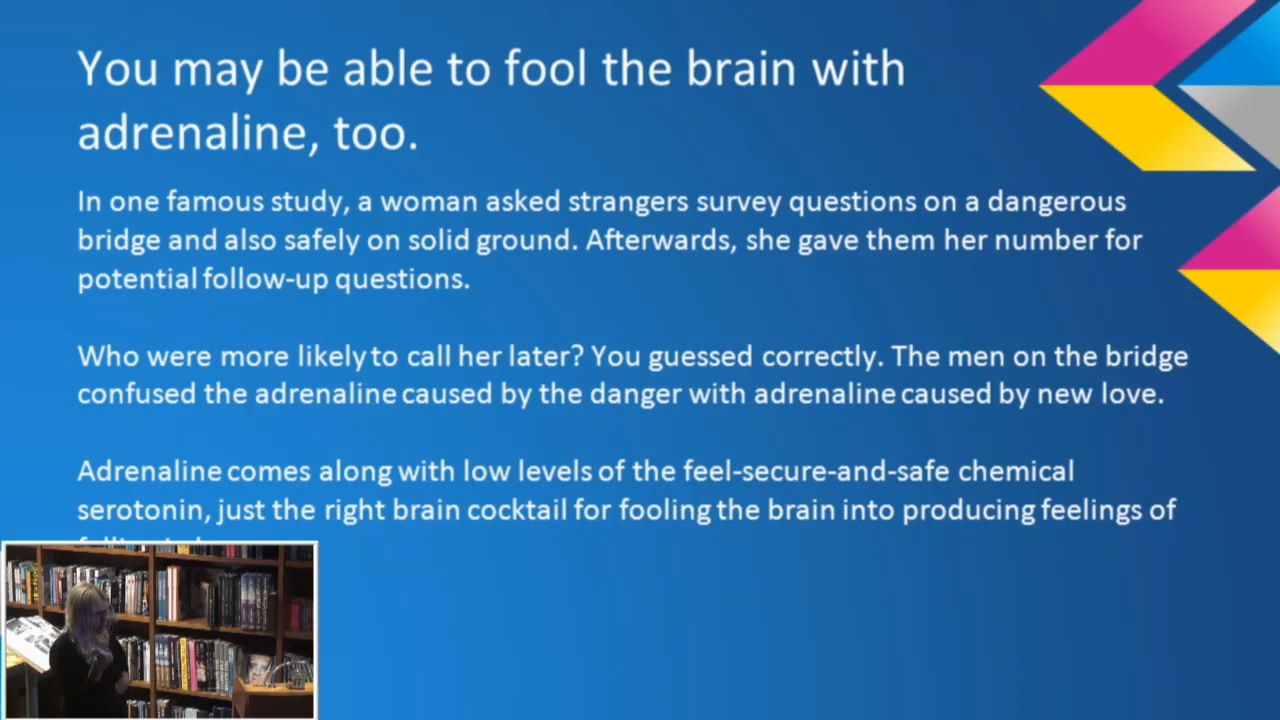 You may be able to fool the brain with
adrenaline, too.
In one famous study, a woman asked strangers survey questions on a dangerous
bridge and also safely on solid ground. Afterwards, she gave them her number for
potential follow-up questions.
Who were more likely to call her later? You guessed correctly. The men on the bridge
confused the adrenaline caused by the danger with adrenaline caused by new love.
Adrenaline comes along with low levels of the feel-secure-and-safe chemical
serotonin, just the right brain cocktail for fooling the brain into producing feelings of